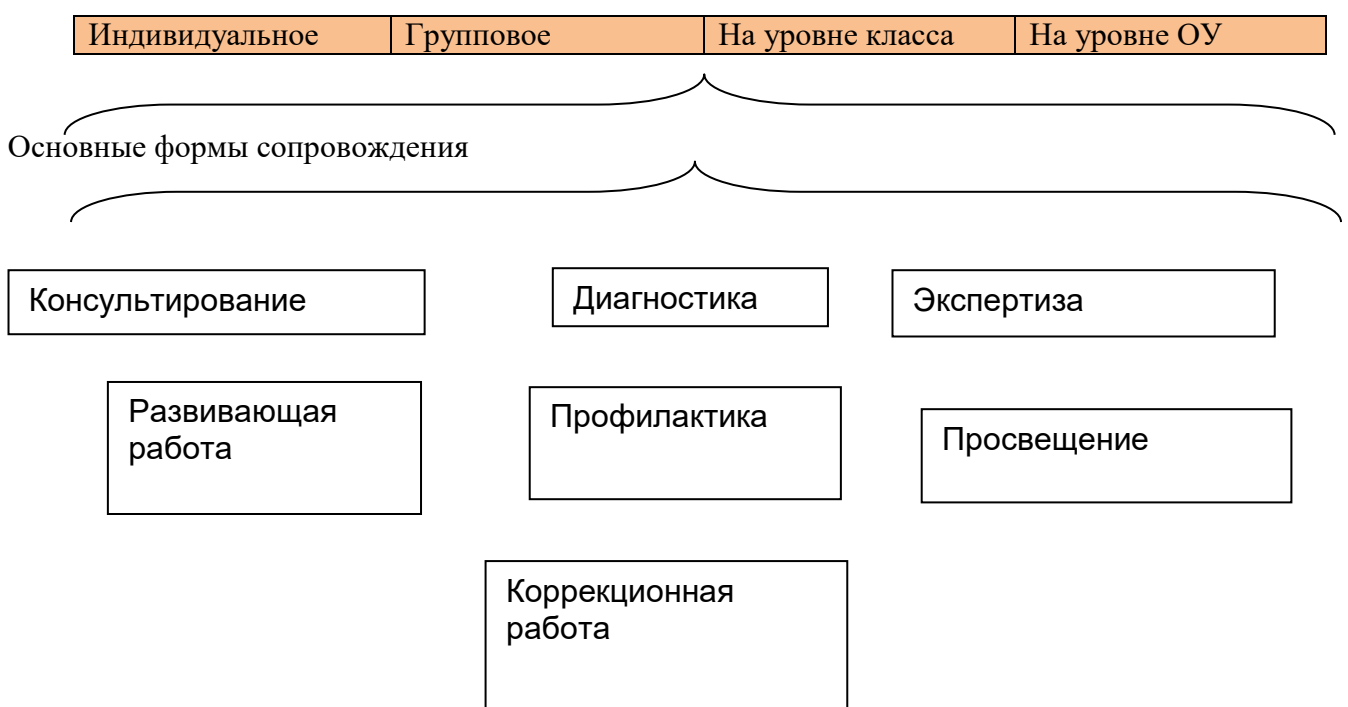 Индивидуальное Групповое На уровне класса На уровне ОУ
Основные формы сопровождения
Консультирование Диагностика Экспертиза
Развивающая
работа
Профилактика
Просвещение
Коррекционная
работа